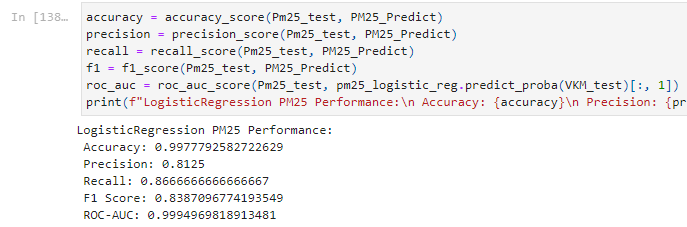 In [138…
accuracy = accuracy_score(Pm25_test, PM25_Predict)
precision = precision_score(Pm25_test, PM25_Predict)
recall = recall_score(Pm25_test, PM25_Predict)
f1 = f1_score(Pm25_test, PM25_Predict)
roc_auc = roc_auc_score(Pm25_test, pm25_logistic_reg.predict_proba(VKM_test)[:, 1])
print(f"LogisticRegression PM25 Performance:\n Accuracy: {accuracy}\n Precision: {pr
LogisticRegression PM25 Performance:
Accuracy: 0.9977792582722629
Precision: 0.8125
Recall: 0.8666666666666667
F1 Score: 0.8387096774193549
ROC-AUC: 0.9994969818913481